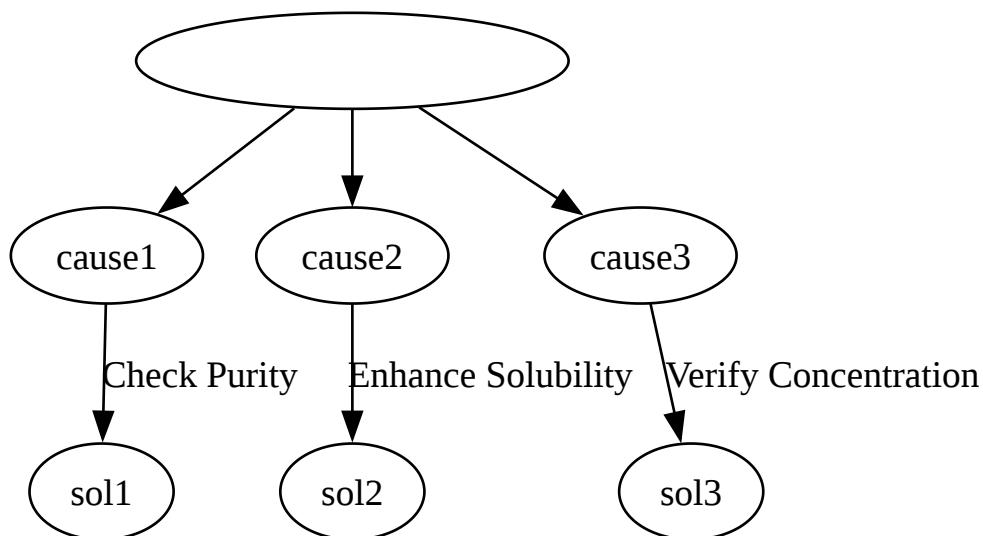 cause1 cause2 cause3
Check Purity Enhance Solubility Verify Concentration
sol1 sol2 sol3